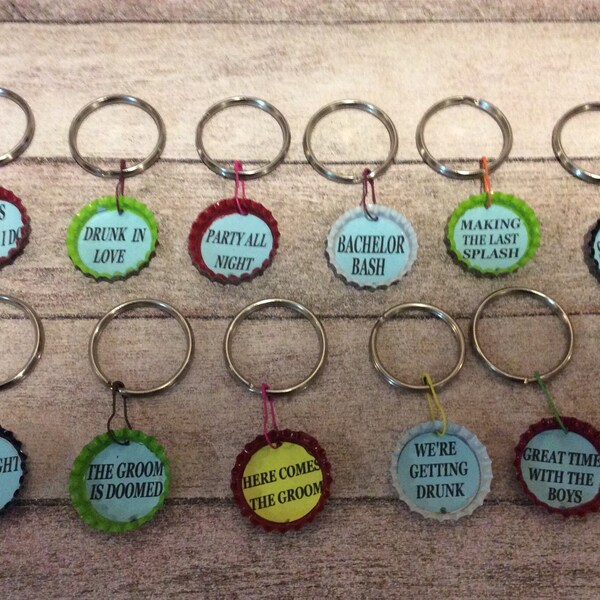 I DO
DRUNK IN
LOVE
PARTY ALL
NIGHT
BACHELOR
BASH
MAKING
THE LAST
SPLASH
THE GROOM
IS DOOMED
HERE COMES
THE GROOM
WE'RE
GETTING
DRUNK
GREAT TIME
WITH THE
BOYS